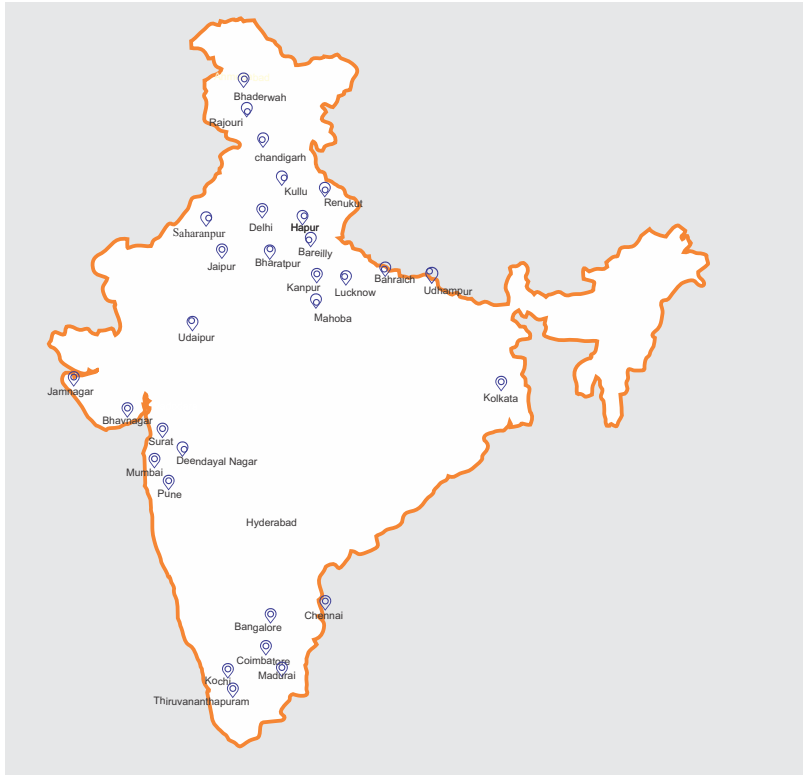 Bhaderwah
Rajouri
chandigarh
Kullu
Renukut
Delhi
Hapur
Saharanpur
Bareilly
Jaipur
Bharatpur
Kanpur
Lucknow
Bahraich
Udhampur
Mahoba
Udaipur
Jamnagar
Kolkata
Bhavnagar
Surat
Deendayal Nagar
Mumbai
Pune
Hyderabad
Chennai
Bangalore
Coimbatore
Madurai
Kochi
Thiruvananthapuram